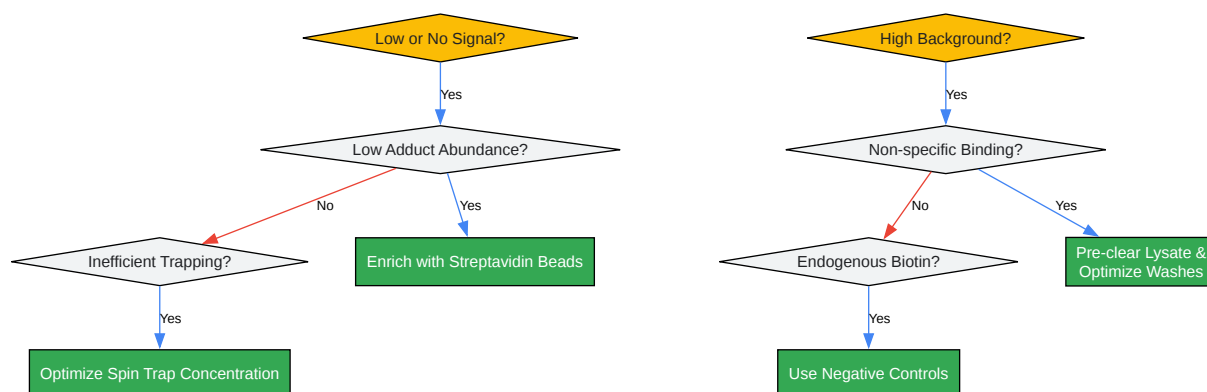 Low or No Signal?
High Background?
Yes
Yes
Low Adduct Abundance?
Non-specific Binding?
No
Yes
No
Yes
Inefficient Trapping?
Enrich with Streptavidin Beads
Endogenous Biotin?
Pre-clear Lysate &
Optimize Washes
Yes
Yes
Optimize Spin Trap Concentration
Use Negative Controls